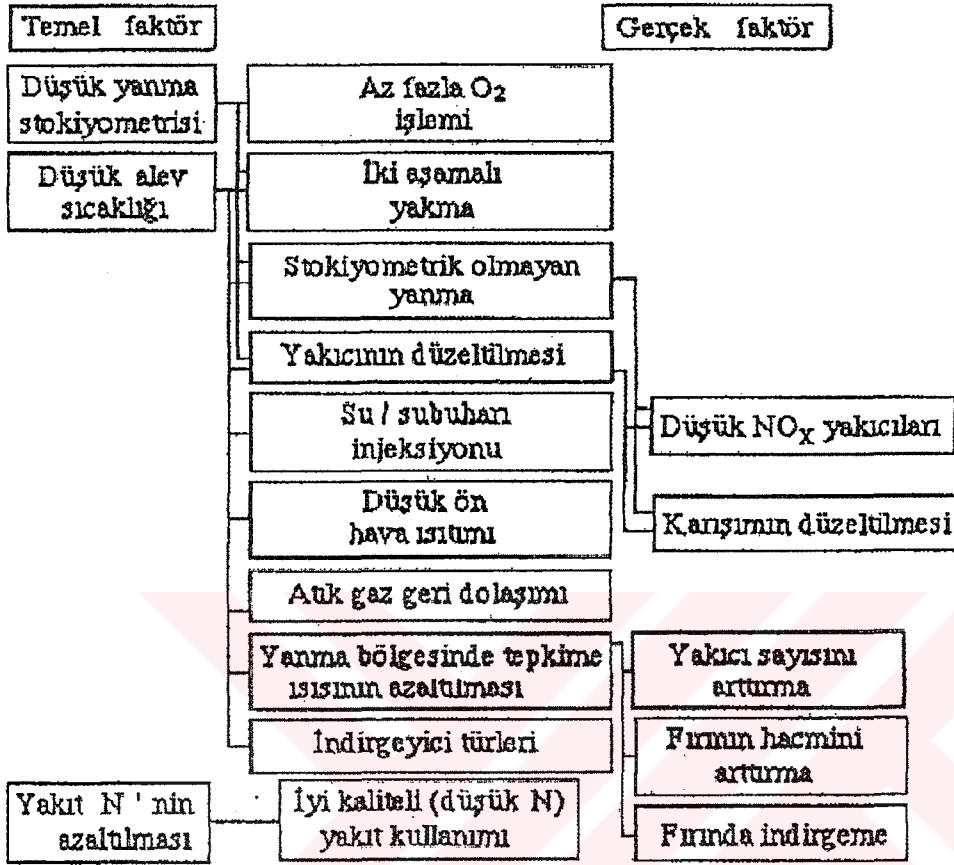 Temel faktör
Gerçek faktör
Düşük yanma
stokiyometrisi
Düşük alev
sıcaklığı
Az fazla O₂
işlemi
İki aşamalı
yakma
Stokiyometrik olmayan
yanma
Yakıcının düzeltilmesi
Su / subuharı
injeksiyonu
Düşük ön
hava ısıtımı
Atık gaz geri dolaşımı
Yanma bölgesinde tepkime
ısısının azaltılması
İndirgeyici türleri
Düşük NOX yakıcıları
Karışımın düzeltilmesi
Yakıcı sayısını
arttırma
Fırının hacmini
arttırma
Fırında indirgeme
Yakıt N ' nin
azaltılması
İyi kaliteli (düşük N)
yakıt kullanımı